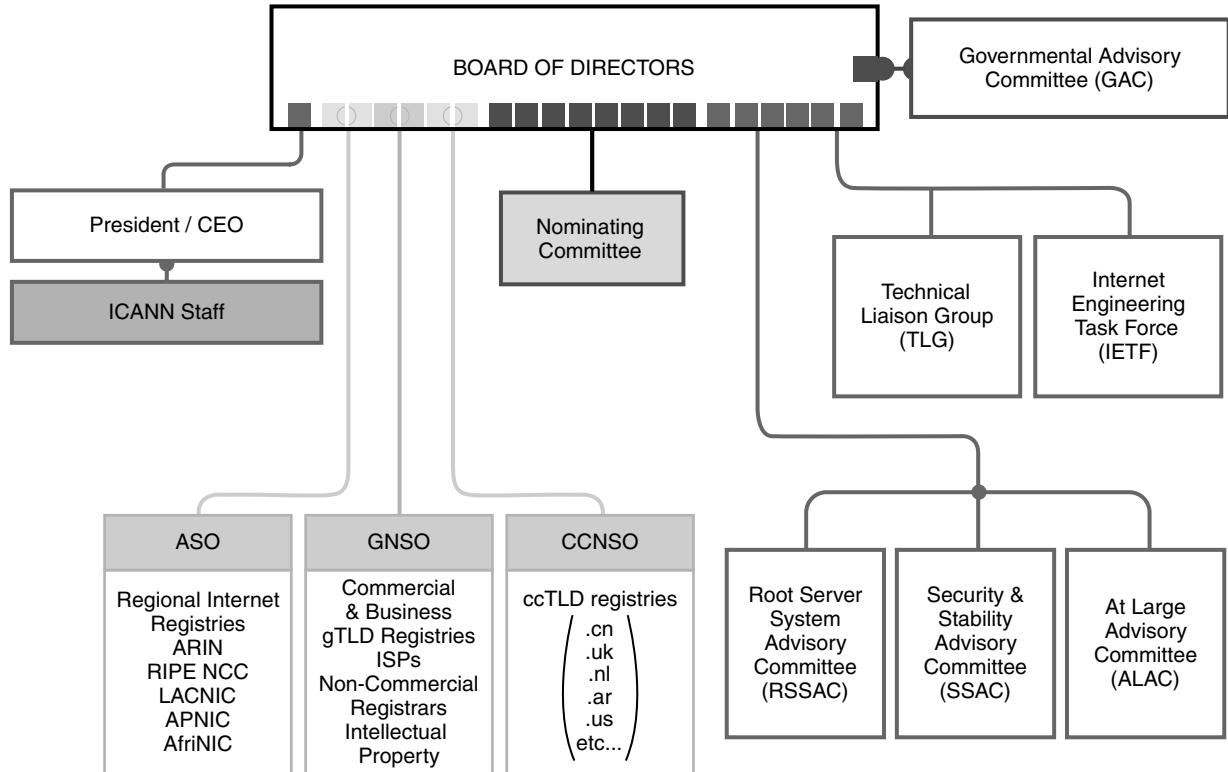 BOARD OF DIRECTORS
Governmental Advisory
Committee (GAC)
President / CEO
ICANN Staff
Nominating
Committee
Technical
Liaison Group
(TLG)
Internet
Engineering
Task Force
(IETF)
ASO
Regional Internet
Registries
ARIN
RIPE NCC
LACNIC
APNIC
AfriNIC
GNSO
Commercial
& Business
gTLD Registries
ISPs
Non-Commercial
Registrars
Intellectual
Property
CCNSO
ccTLD registries
.cn
.uk
.nl
.ar
.us
etc...
Root Server
System
Advisory
Committee
(RSSAC)
Security &
Stability
Advisory
Committee
(SSAC)
At Large
Advisory
Committee
(ALAC)